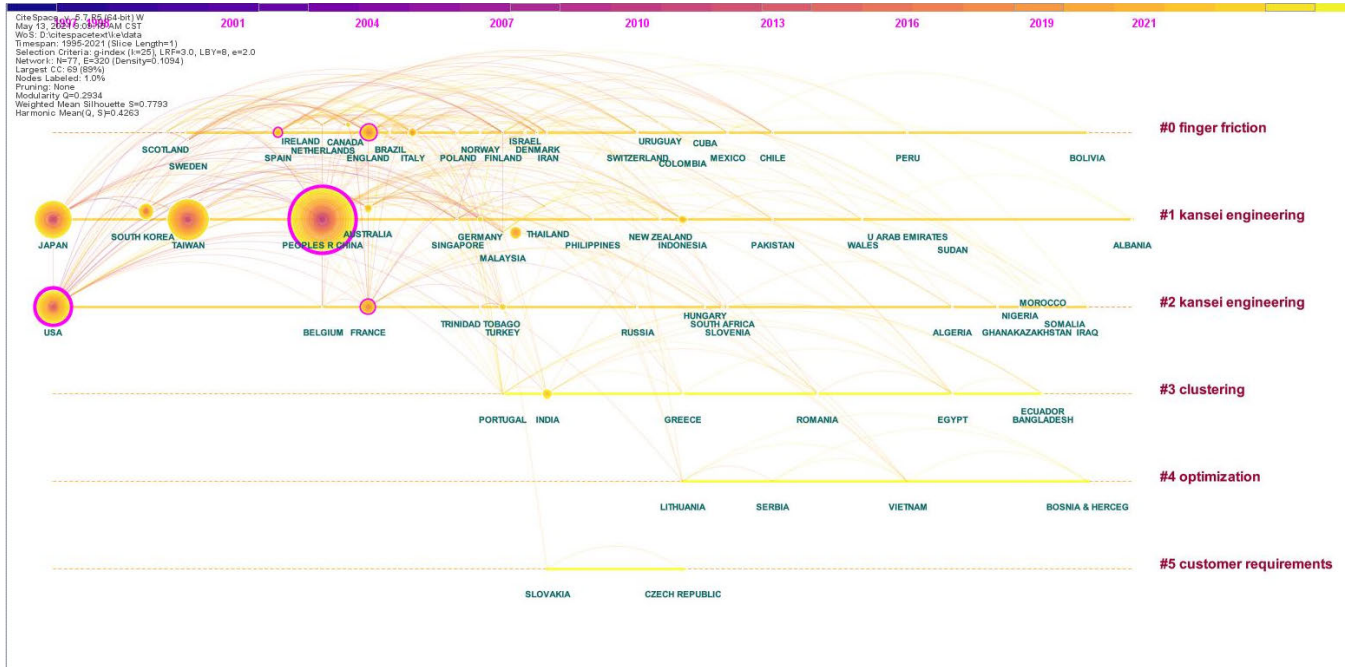 CiteSpace, v. 5.7.R5 (64-bit) W
May 13, 2021 CST
WoS: D:\citespacetext\ke\data
Timespan: 1995-2021 (Slice Length=1)
Selection Criteria: g-index (k=25), LRF=3.0, LBY=8, e=2.0
Network: N=77, E=320 (Density=0.1094)
Largest CC: 69 (89%)
Nodes Labeled: 1.0%
Pruning: None
Modularity Q=0.2934
Weighted Mean Silhouette S=0.7793
Harmonic Mean(Q, S)=0.4263
1997 1998 2001 2004 2007 2010 2013 2016 2019 2021
#0 finger friction
IRELAND CANADA ISRAEL URUGUAY CUBA
SCOTLAND NETHERLANDS BRAZIL NORWAY DENMARK
SPAIN ENGLAND ITALY POLAND FINLAND IRAN SWITZERLAND MEXICO CHILE PERU BOLIVIA
COLOMBIA
SWEDEN
#1 kansei engineering
AUSTRALIA THAILAND
SOUTH KOREA GERMANY NEW ZEALAND U ARAB EMIRATES
JAPAN TAIWAN PEOPLES R CHINA SINGAPORE PHILIPPINES INDONESIA PAKISTAN WALES ALBANIA
SUDAN
MALAYSIA
#2 kansei engineering
MOROCCO
HUNGARY NIGERIA
TRINIDAD TOBAGO SOUTH AFRICA SOMALIA
USA BELGIUM FRANCE TURKEY RUSSIA SLOVENIA ALGERIA GHANA KAZAKHSTAN IRAQ
#3 clustering
ECUADOR
PORTUGAL INDIA GREECE ROMANIA EGYPT BANGLADESH
#4 optimization
LITHUANIA SERBIA VIETNAM BOSNIA & HERCEG
#5 customer requirements
SLOVAKIA CZECH REPUBLIC